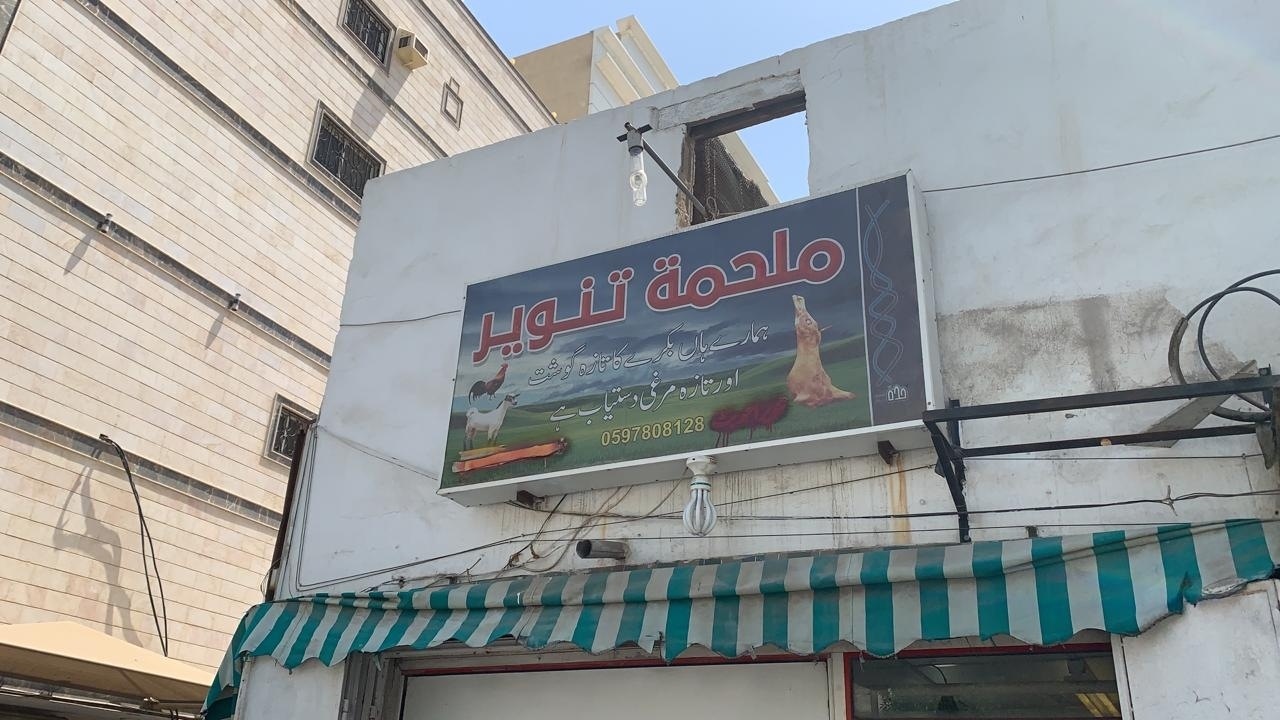 ملحمة تنوير
ہمارے ہاں بکرے کا تازہ گوشت
اور تازہ مرغی دستیاب ہے
0597808128